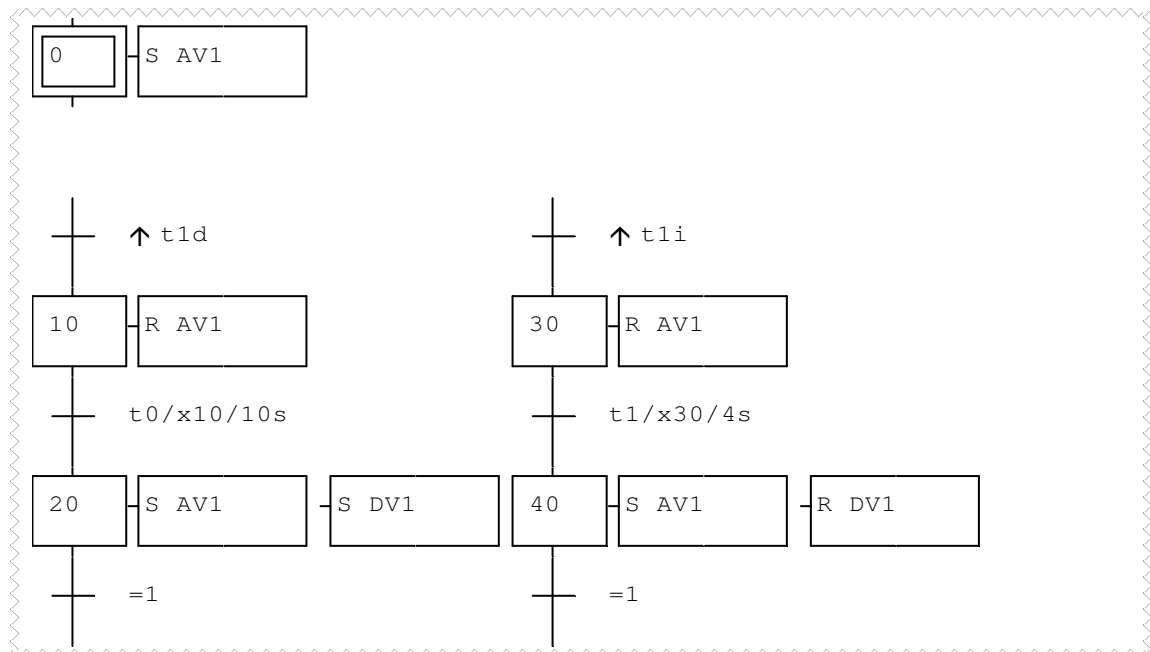 0 S AV1
↑ t1d ↑ t1i
10 R AV1 30 R AV1
t0/x10/10s t1/x30/4s
20 S AV1 S DV1 40 S AV1 R DV1
=1 =1